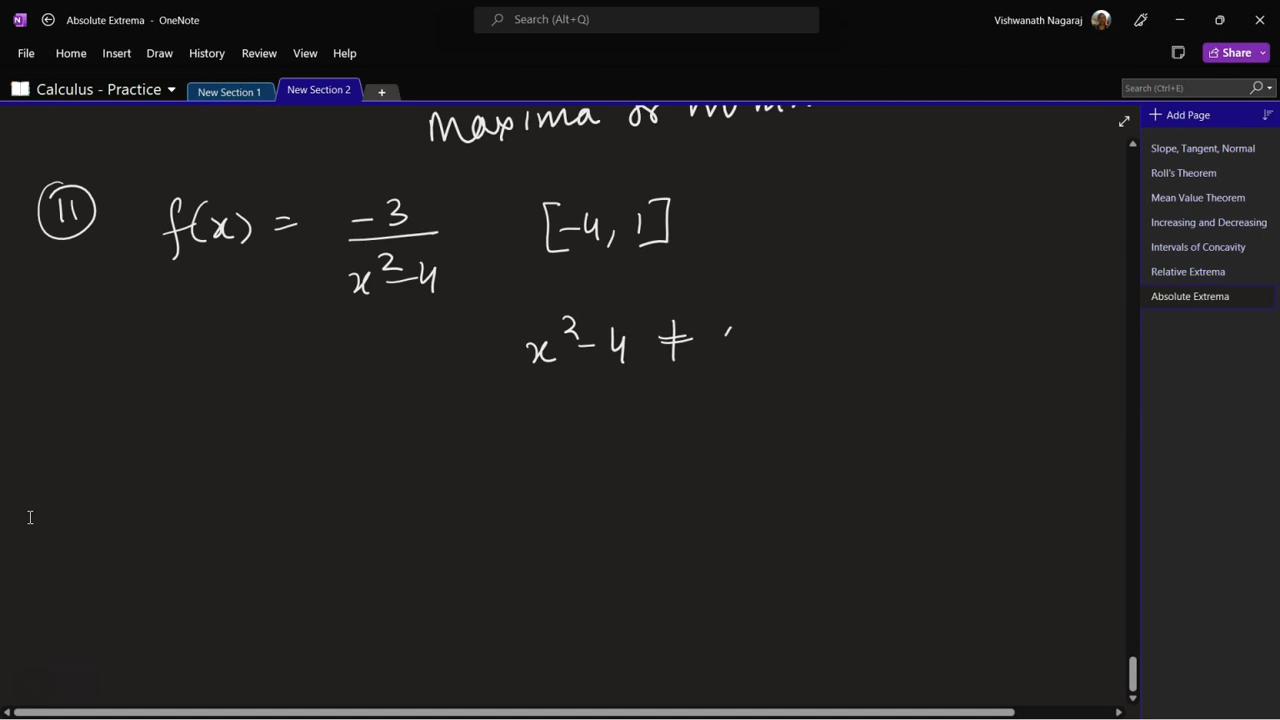 Absolute Extrema - OneNote
Search (Alt+Q)
Vishwanath Nagaraj
File Home Insert Draw History Review View Help
Share
Calculus - Practice
New Section 1
New Section 2
+
Search (Ctrl+E)
+ Add Page
Slope, Tangent, Normal
Roll's Theorem
Mean Value Theorem
Increasing and Decreasing
Intervals of Concavity
Relative Extrema
Absolute Extrema
Maxima or
11 f(x) = -3/(x²-4) [-4, 1]
x²-4 ≠